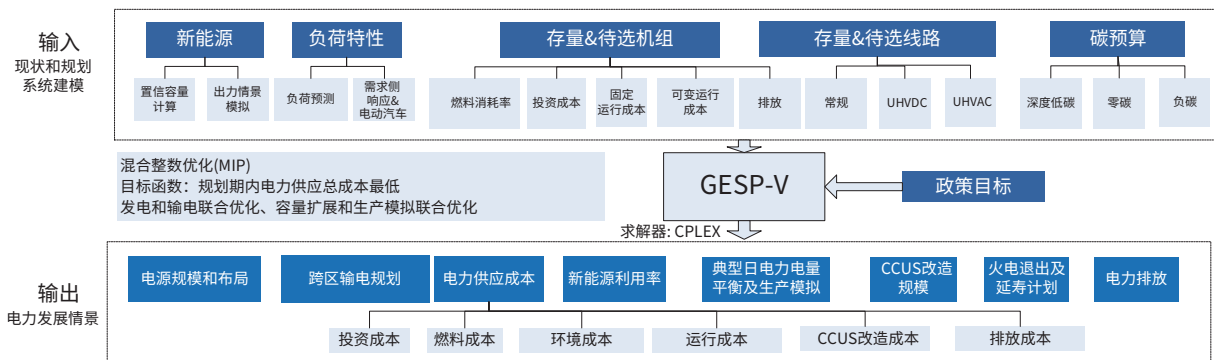 输入
现状和规划
系统建模
新能源
负荷特性
存量&待选机组
存量&待选线路
碳预算
置信容量
计算
出力情景
模拟
负荷预测
需求侧
响应&
电动汽车
燃料消耗率
投资成本
固定
运行成本
可变运行
成本
排放
常规
UHVDC
UHVAC
深度低碳
零碳
负碳
混合整数优化(MIP)
目标函数：规划期内电力供应总成本最低
发电和输电联合优化、容量扩展和生产模拟联合优化
GESP-V
政策目标
求解器: CPLEX
输出
电力发展情景
电源规模和布局
跨区输电规划
电力供应成本
新能源利用率
典型日电力电量
平衡及生产模拟
CCUS改造
规模
火电退出及
延寿计划
电力排放
投资成本
燃料成本
环境成本
运行成本
CCUS改造成本
排放成本